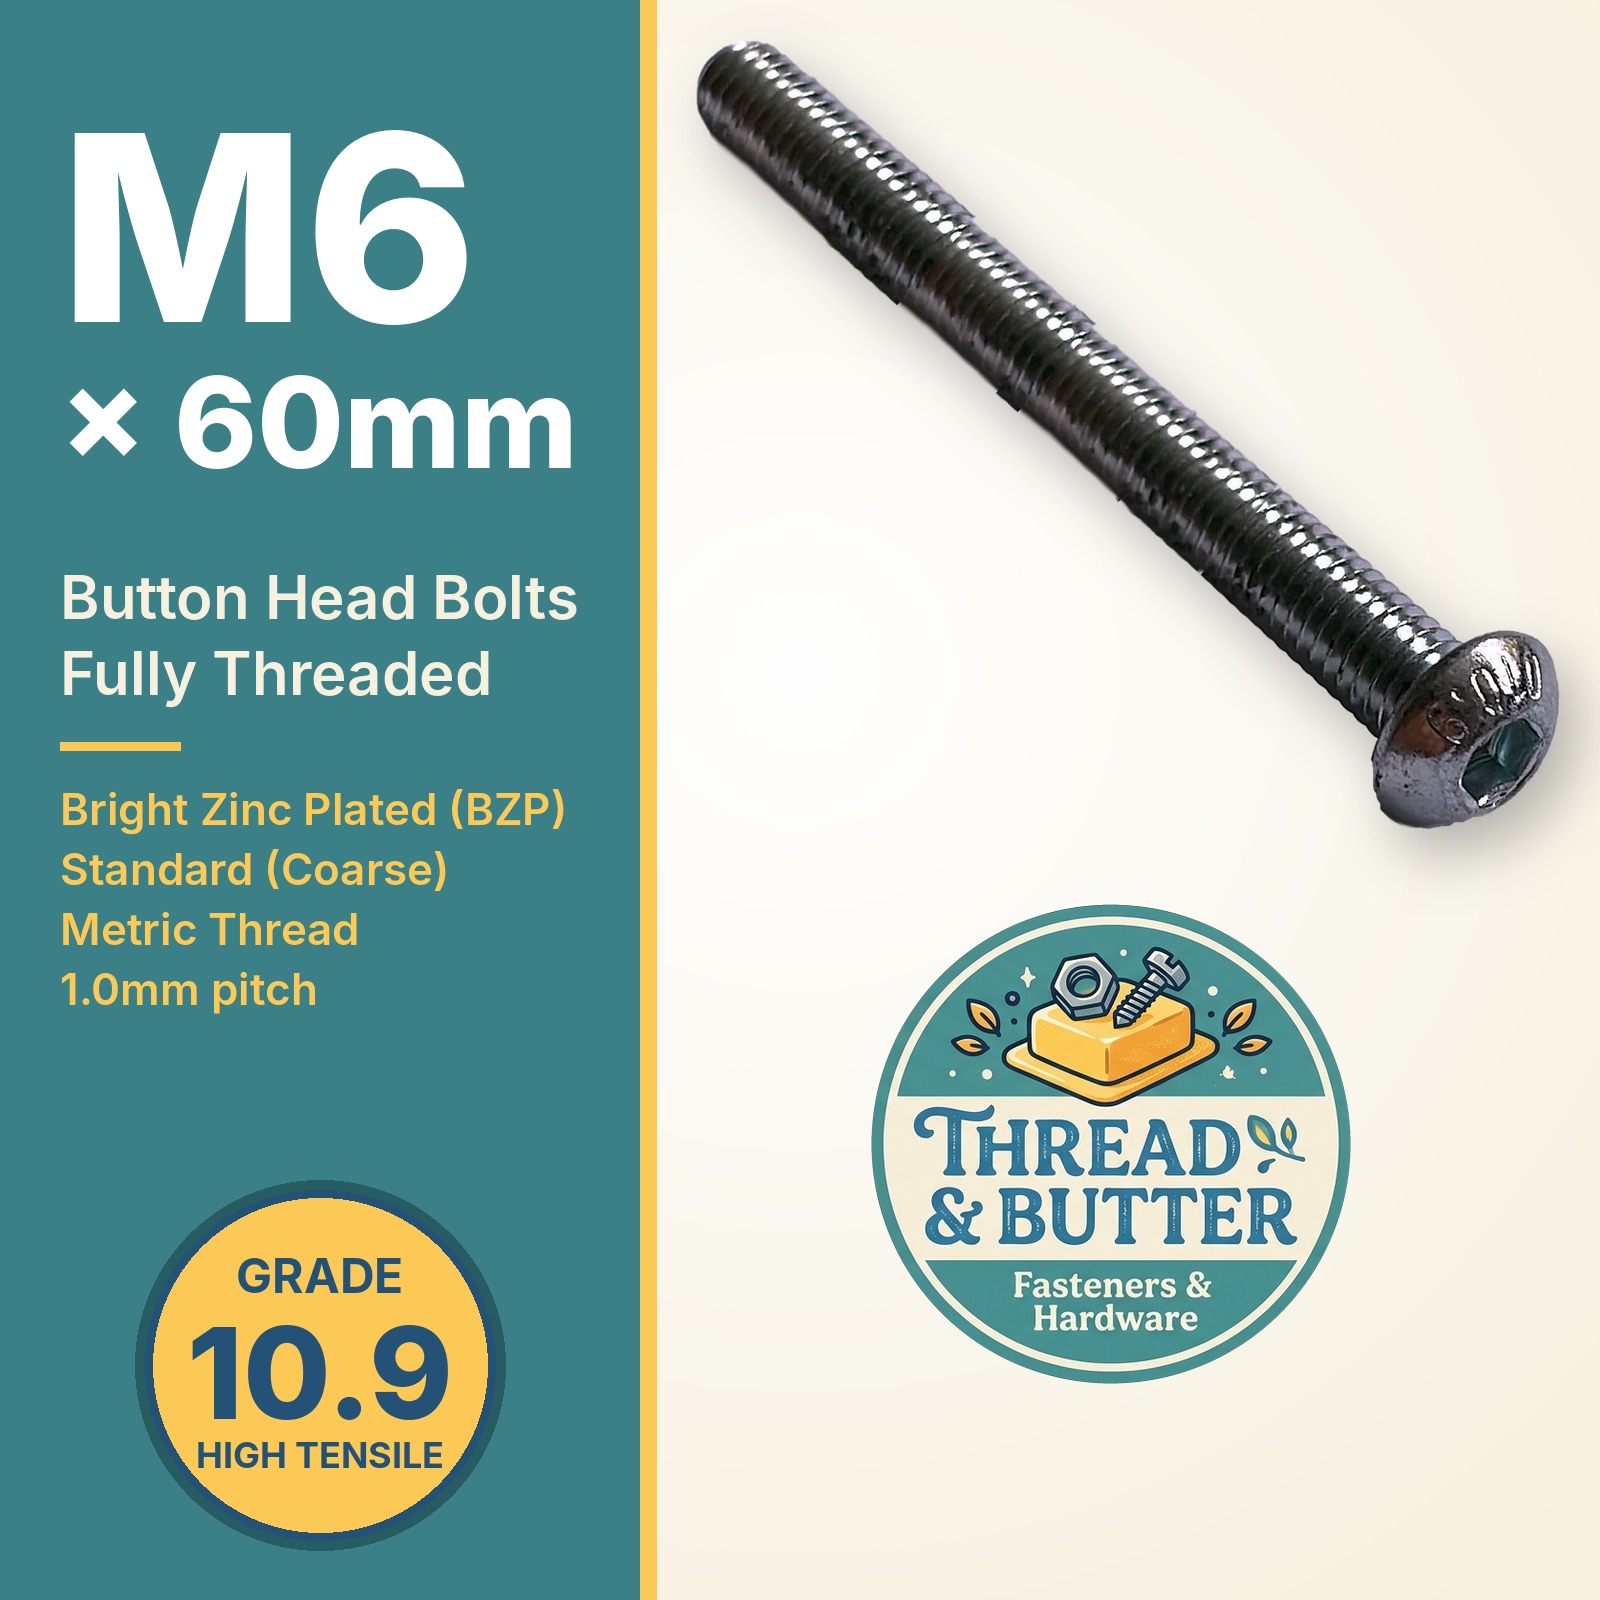 M6
× 60mm
Button Head Bolts
Fully Threaded
Bright Zinc Plated (BZP)
Standard (Coarse)
Metric Thread
1.0mm pitch
GRADE
10.9
HIGH TENSILE
THREAD
& BUTTER
Fasteners &
Hardware